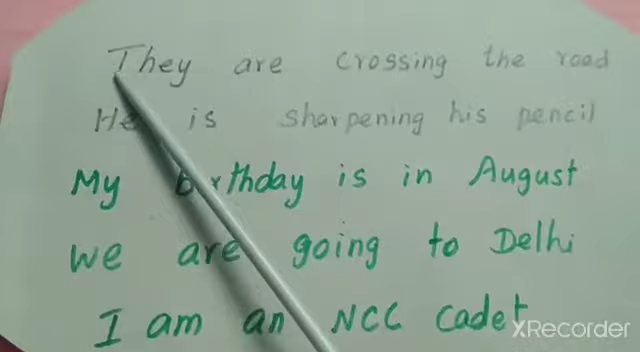 They are crossing the road
He is sharpening his pencil
My birthday is in August
We are going to Delhi
I am an NCC cadet
XRecorder